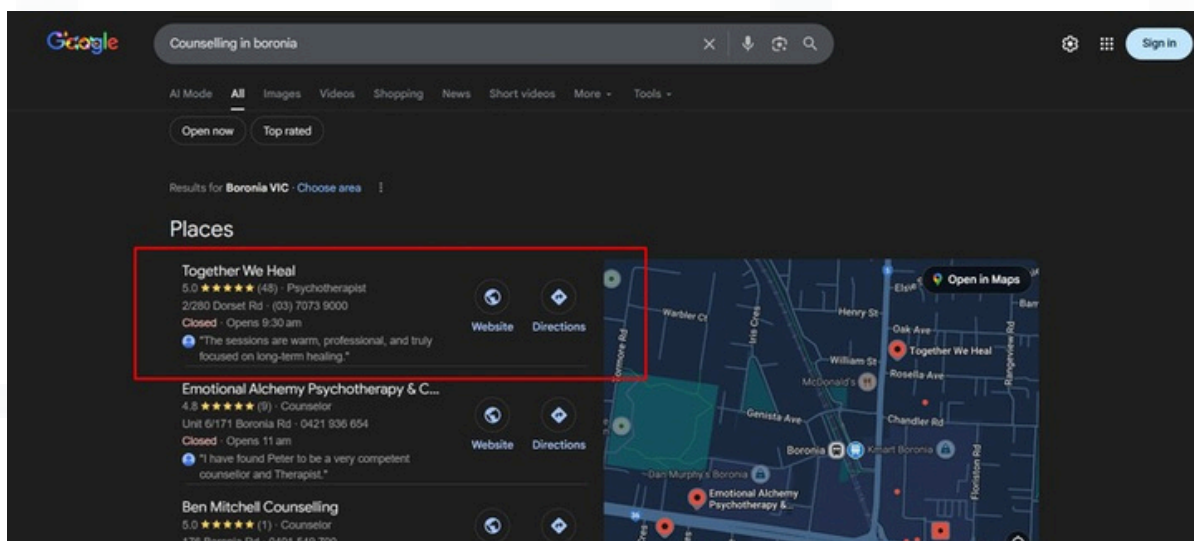 Google
Counselling in boronia
Sign in
AI Mode All Images Videos Shopping News Short videos More Tools
Open now Top rated
Results for Boronia VIC · Choose area
Places
Together We Heal
5.0 ★★★★★ (48) · Psychotherapist
2/280 Dorset Rd · (03) 7073 9000
Closed · Opens 9:30 am
"The sessions are warm, professional, and truly
focused on long-term healing."
Website Directions
Emotional Alchemy Psychotherapy & C...
4.8 ★★★★★ (9) · Counselor
Unit 6/171 Boronia Rd · 0421 936 654
Closed · Opens 11 am
"I have found Peter to be a very competent
counsellor and Therapist."
Website Directions
Ben Mitchell Counselling
5.0 ★★★★★ (1) · Counselor
Open in Maps
Warbler Ct
Iris Cres
Henry St
Oak Ave
Together We Heal
William St
McDonald's
Rosella Ave
Rangeview Rd
Genista Ave
Chandler Rd
Boronia
Kmart Boronia
Dan Murphy's Boronia
Floriston Rd
Emotional Alchemy
Psychotherapy &...